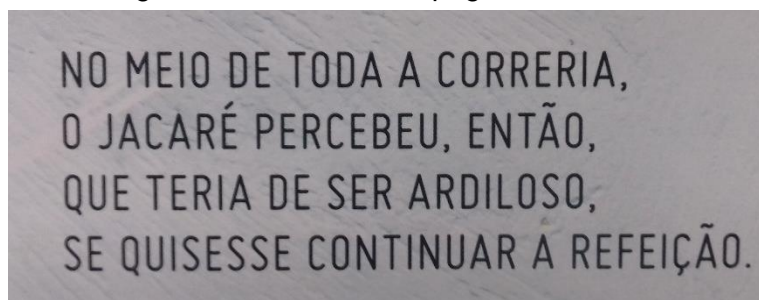 NO MEIO DE TODA A CORRERIA,
O JACARÉ PERCEBEU, ENTÃO,
QUE TERIA DE SER ARDILOSO,
SE QUISESSE CONTINUAR A REFEIÇÃO.